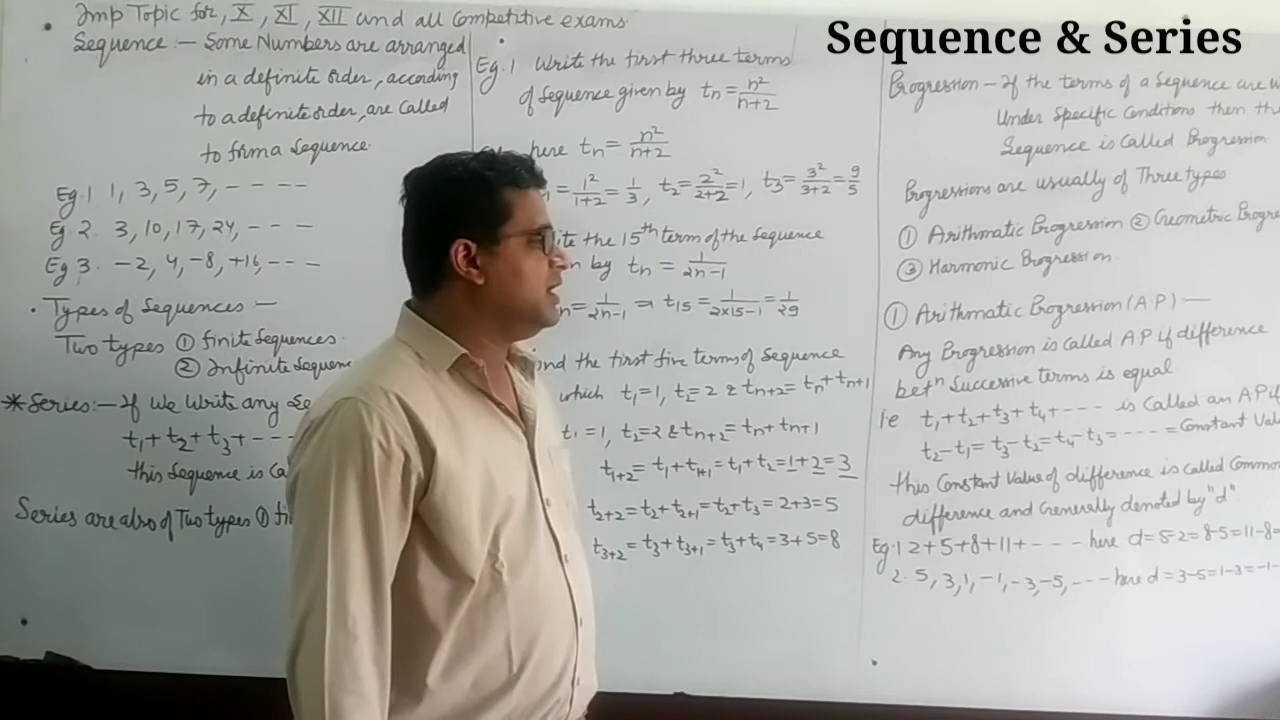 Sequence & Series
Imp Topic for, X, XI, XII and all Competitive exams.
Sequence :- Some Numbers are arranged
in a definite order, according
to a definite order, are Called
to form a Sequence.
Eg.1 1, 3, 5, 7, - - - -
Eg 2. 3, 10, 17, 24, - - -
Eg 3. -2, 4, -8, +16, - - -
• Types of Sequences :-
Two types ① finite Sequences.
② Infinite Sequenc
* Series:- If We Write any Se
t₁ + t₂ + t₃ + - - -
this Sequence is Ca
Series are also of Two types ① fi
Eg.1 Write the first three terms
of Sequence given by tn = n²/n+2
here tn = n²/n+2
1 = 1²/1+2 = 1/3, t₂ = 2²/2+2 = 1, t₃ = 3²/3+2 = 9/5
ite the 15th term of the Sequence
n by tn = 1/2n-1
n = 1/2n-1 ⇒ t15 = 1/2×15-1 = 1/29
ind the first five terms of Sequence
which t₁=1, t₂=2 & tn+2 = tn + tn+1
t₁=1, t₂=2 & tn+2 = tn + tn+1
t1+2 = t₁ + t1+1 = t₁ + t₂ = 1+2 = 3
t2+2 = t₂ + t2+1 = t₂ + t₃ = 2+3 = 5
t3+2 = t₃ + t3+1 = t₃ + t₄ = 3+5 = 8
Progression - If the terms of a Sequence are w
Under Specific Conditions then th
Sequence is Called Progression
Progressions are usually of Three types
① Arithmatic Progression ② Geometric Progre
③ Harmonic Progression.
① Arithmatic Progression (A P) :-
Any Progression is called A P if difference
betn Successive terms is equal.
ie t₁ + t₂ + t₃ + t₄ + - - - is Called an AP if
t₂ - t₁ = t₃ - t₂ = t₄ - t₃ = - - - - = Constant Val
this Constant Value of difference is called Commo
difference and Generally denoted by "d"
Eg.1 2+5+8+11+ - - - - here d = 5-2 = 8-5 = 11-8
2. 5, 3, 1, -1, -3, -5, - - - here d = 3-5 = 1-3 = -1-